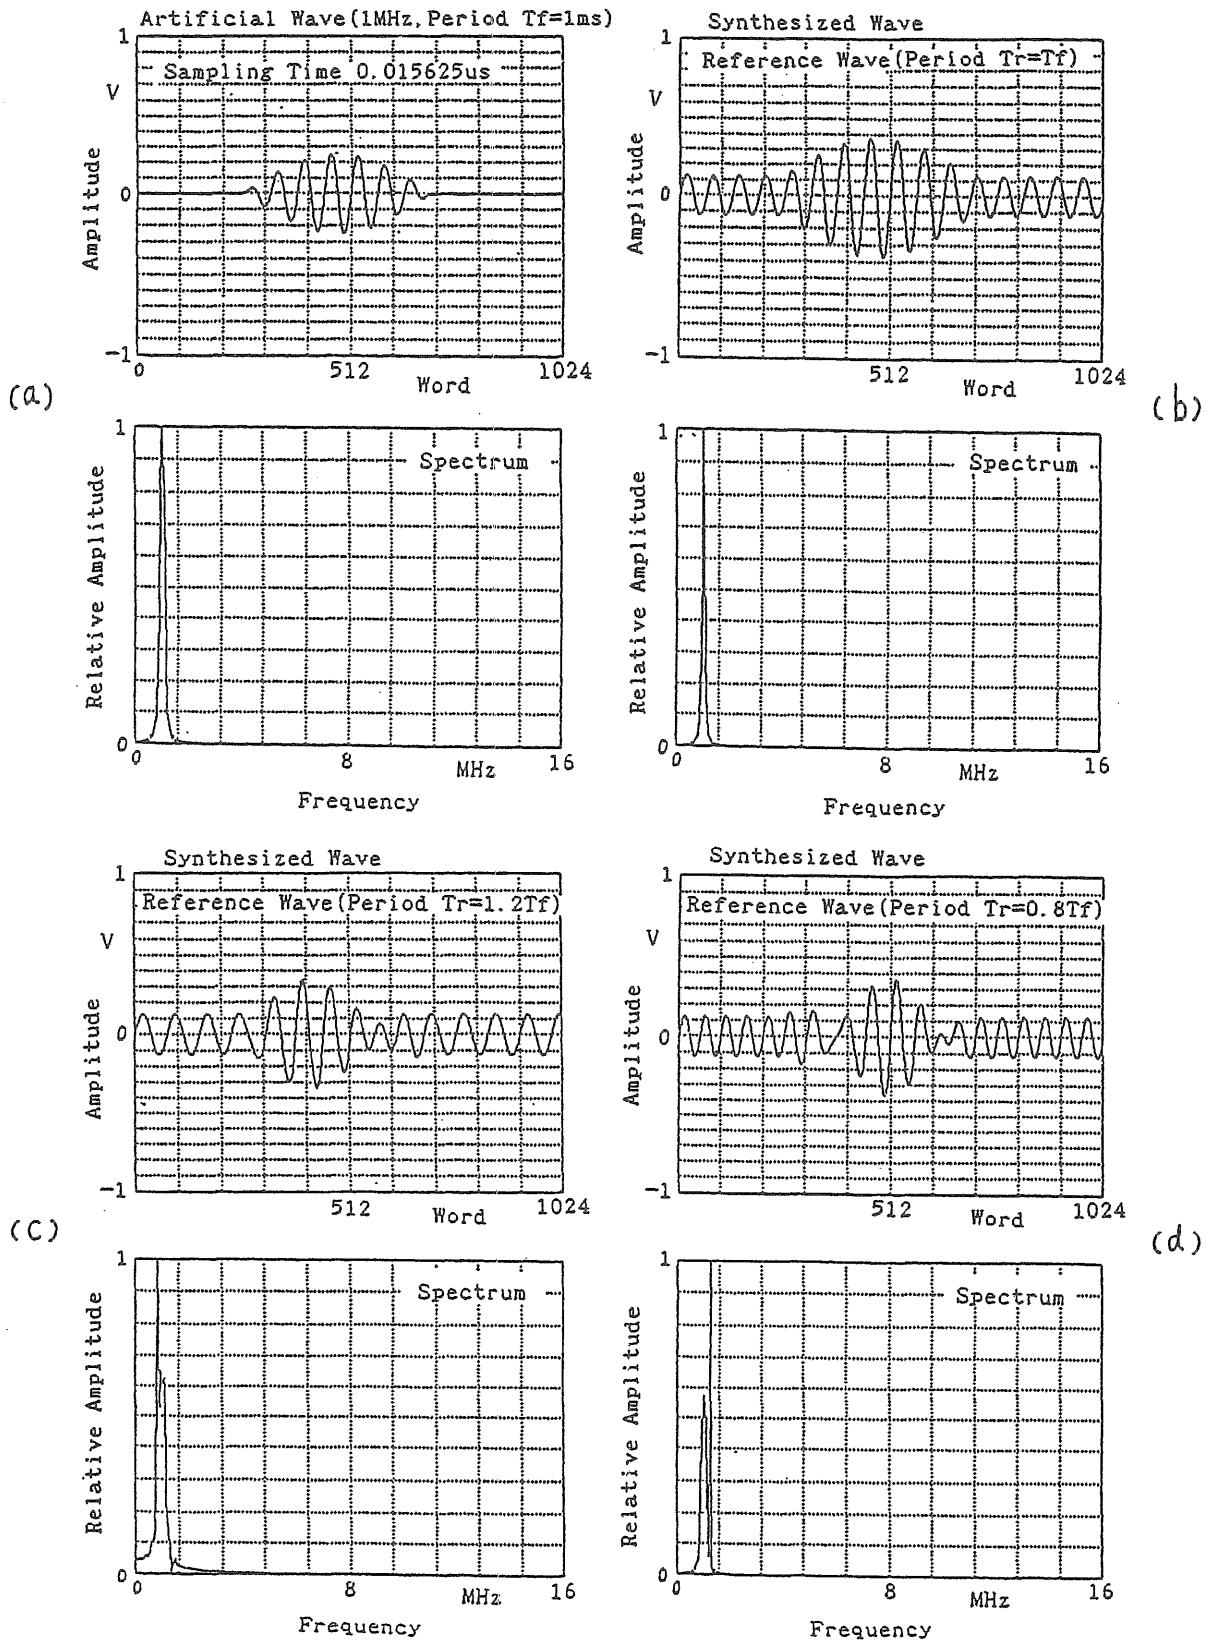 Artificial Wave(1MHz,Period Tf=1ms)
1
Sampling Time 0.015625us
V
Amplitude
0
-1
0
512
Word
1024
(a)
1
Spectrum
Relative Amplitude
0
0
8
MHz
16
Frequency
Synthesized Wave
1
Reference Wave(Period Tr=Tf)
V
Amplitude
0
-1
512
Word
1024
(b)
1
Spectrum
Relative Amplitude
0
0
8
MHz
16
Frequency
Synthesized Wave
1
Reference Wave(Period Tr=1.2Tf)
V
Amplitude
0
-1
512
Word
1024
(c)
1
Spectrum
Relative Amplitude
0
0
8
MHz
16
Frequency
Synthesized Wave
1
Reference Wave(Period Tr=0.8Tf)
V
Amplitude
0
-1
512
Word
1024
(d)
1
Spectrum
Relative Amplitude
0
0
8
MHz
16
Frequency